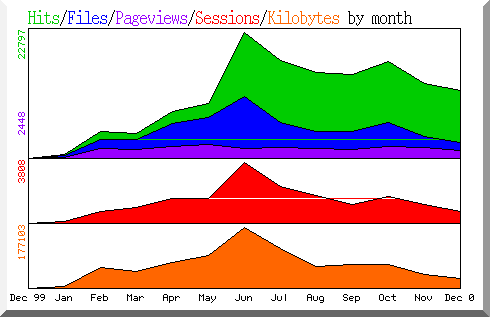 Hits/Files/Pageviews/Sessions/Kilobytes by month
22797
2448
3808
177103
Dec 99 Jan Feb Mar Apr May Jun Jul Aug Sep Oct Nov Dec 0